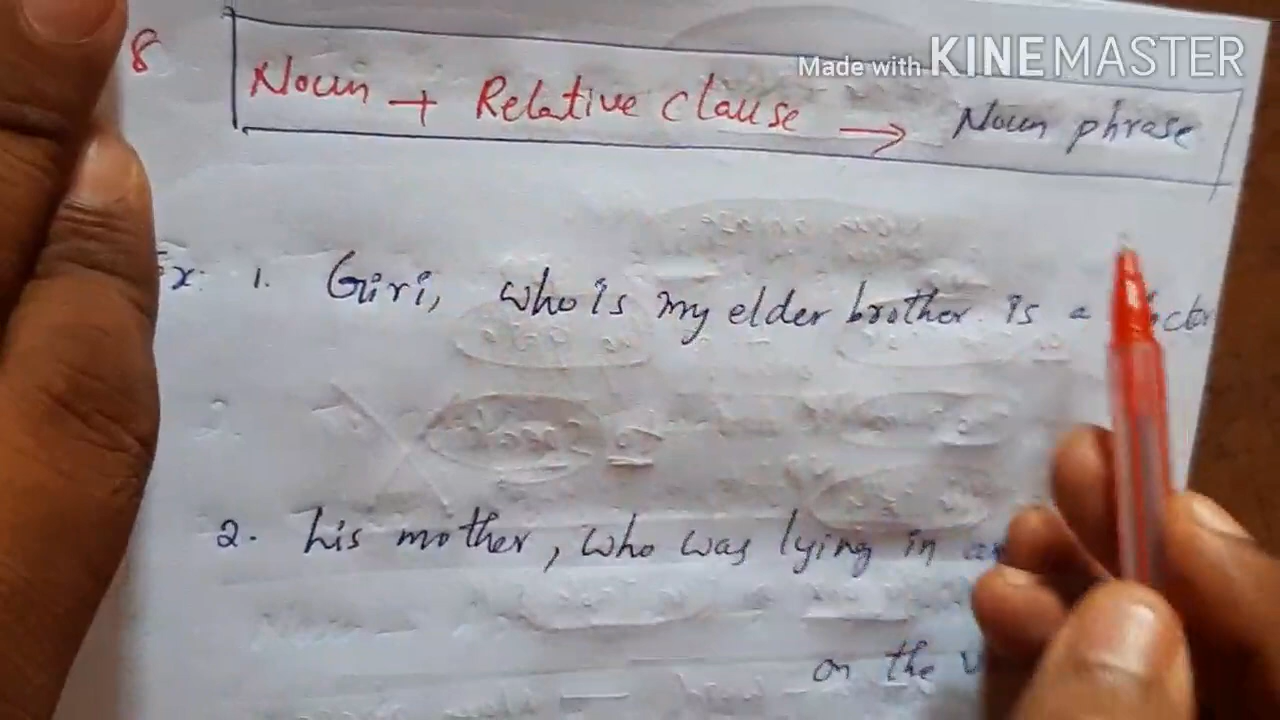 Made with KINEMASTER
8
Noun + Relative Clause → Noun phrase
Ex: 1. Giri, who is my elder brother is a
2. his mother, who was lying in
on the